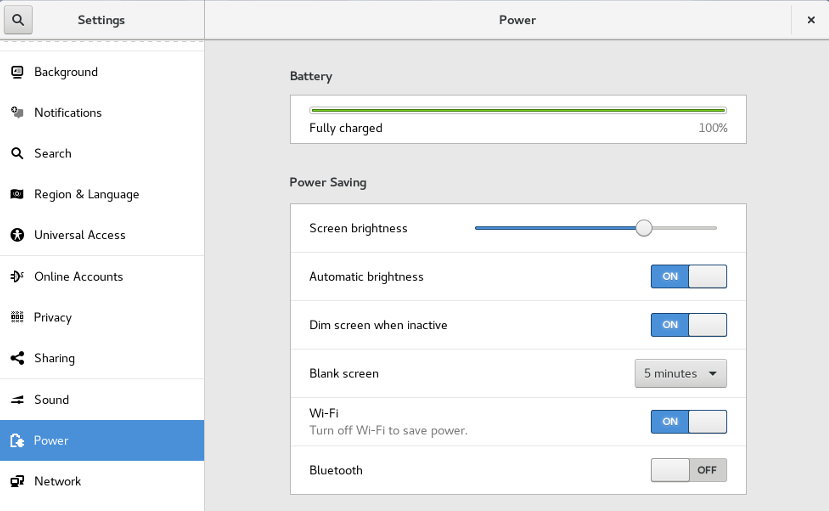 Settings
Power
Background
Notifications
Search
Region & Language
Universal Access
Online Accounts
Privacy
Sharing
Sound
Power
Network
Battery
Fully charged 100%
Power Saving
Screen brightness
Automatic brightness ON
Dim screen when inactive ON
Blank screen 5 minutes
Wi-Fi ON
Turn off Wi-Fi to save power.
Bluetooth OFF